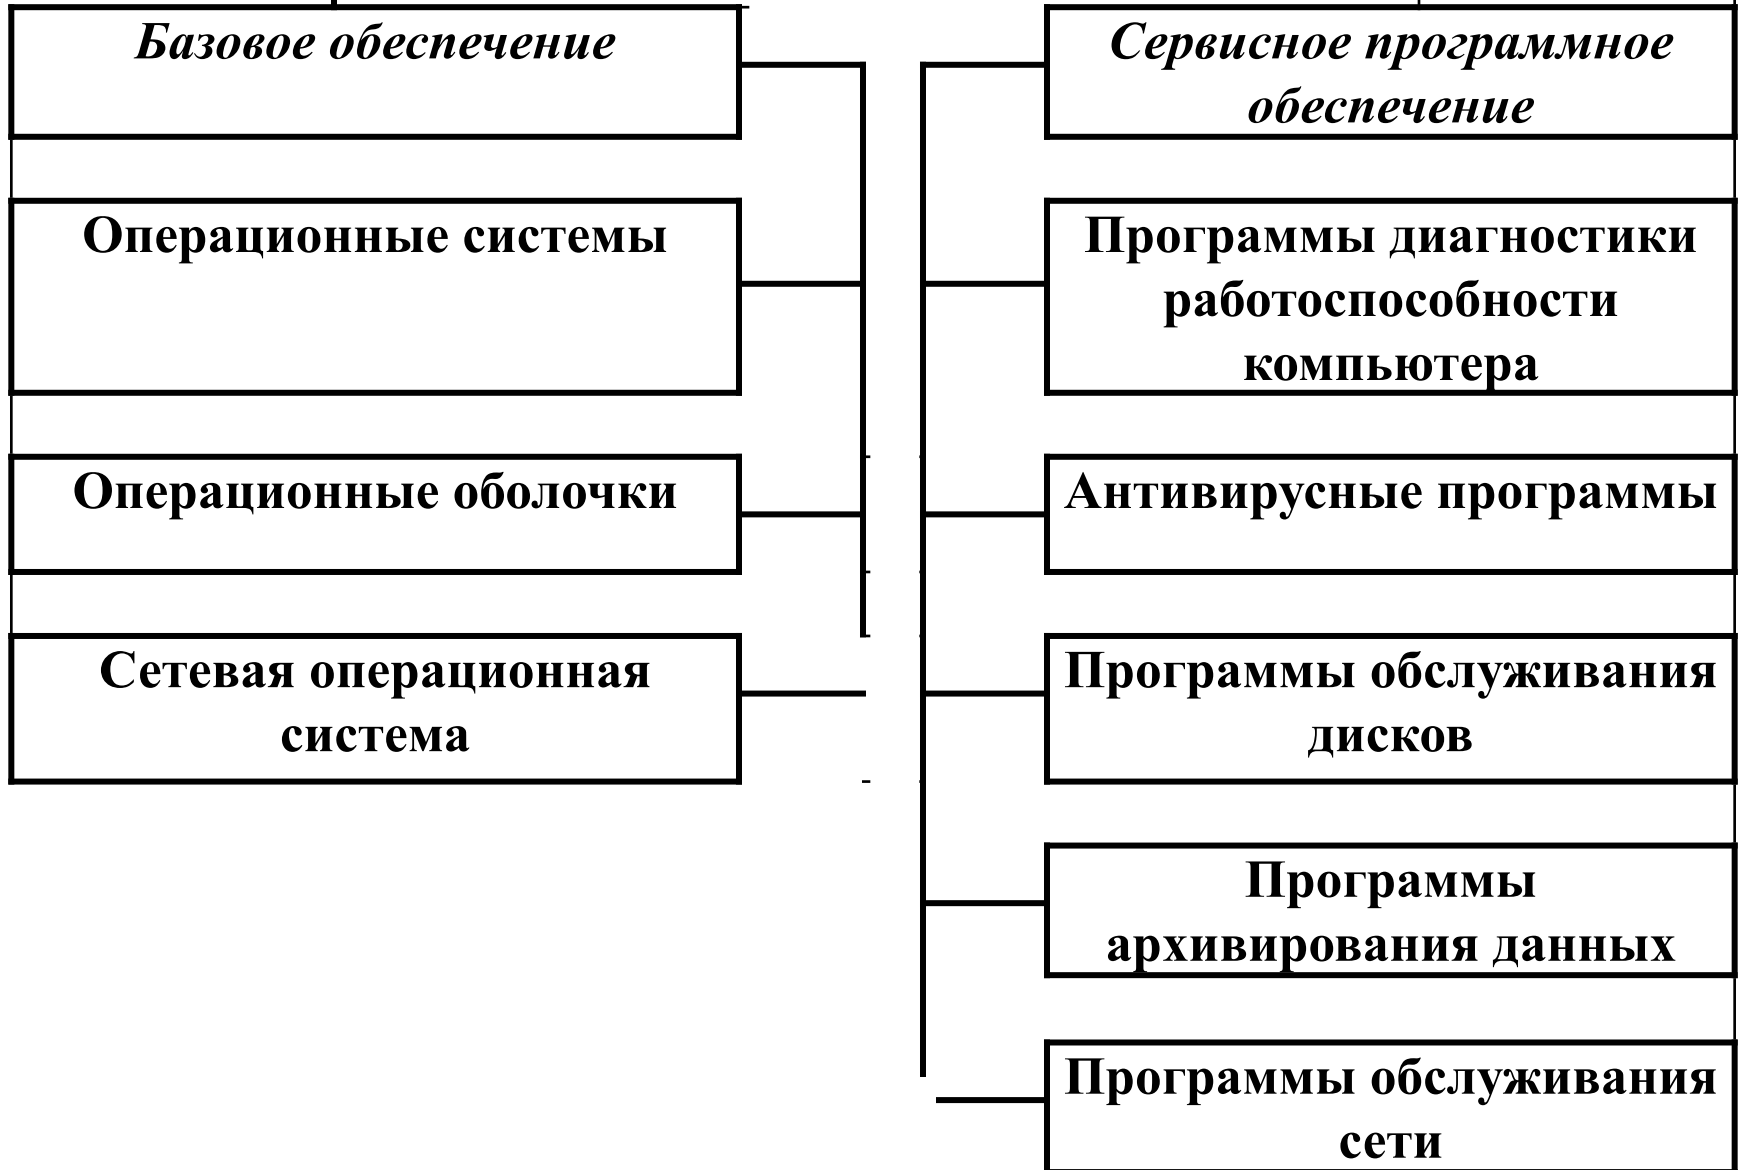 Базовое обеспечение
Сервисное программное
обеспечение
Операционные системы
Программы диагностики
работоспособности
компьютера
Операционные оболочки
Антивирусные программы
Сетевая операционная
система
Программы обслуживания
дисков
Программы
архивирования данных
Программы обслуживания
сети